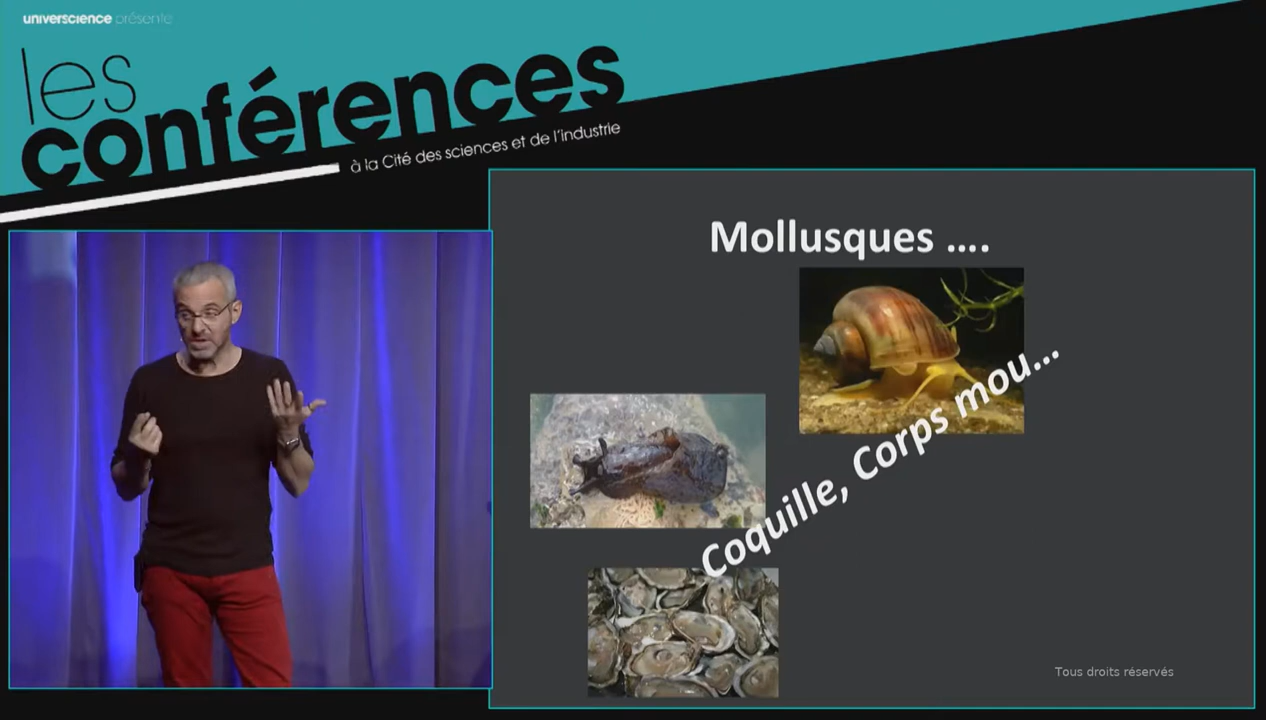 universcience présente
les
conférences
à la Cité des sciences et de l'industrie
Mollusques ....
Coquille, Corps mou...
Tous droits réservés